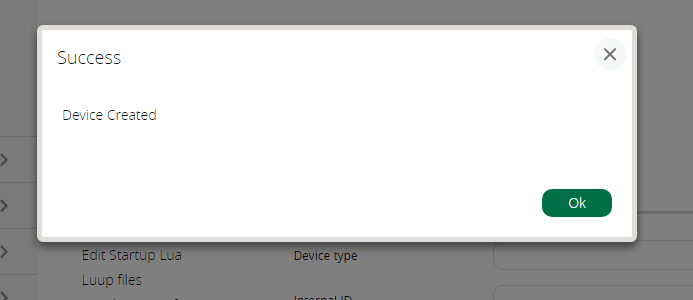 Success
Device Created
Ok
Edit Startup Lua
Device type
Luup files
Internal ID